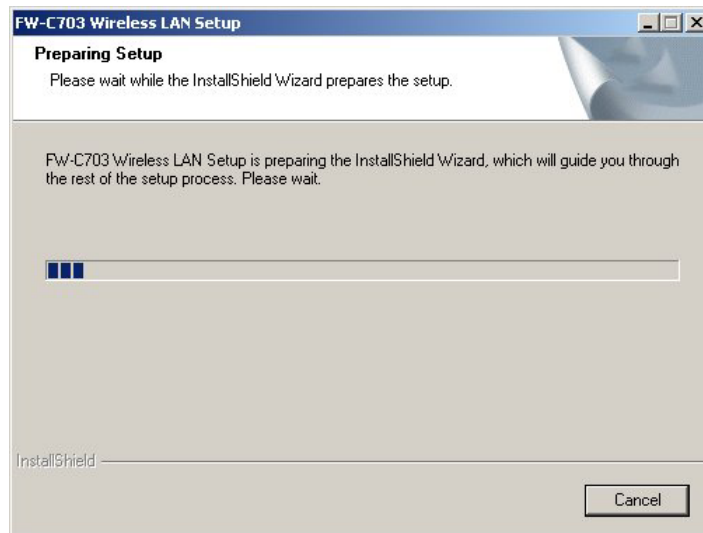 FW-C703 Wireless LAN Setup
Preparing Setup
Please wait while the InstallShield Wizard prepares the setup.
FW-C703 Wireless LAN Setup is preparing the InstallShield Wizard, which will guide you through
the rest of the setup process. Please wait.
InstallShield
Cancel